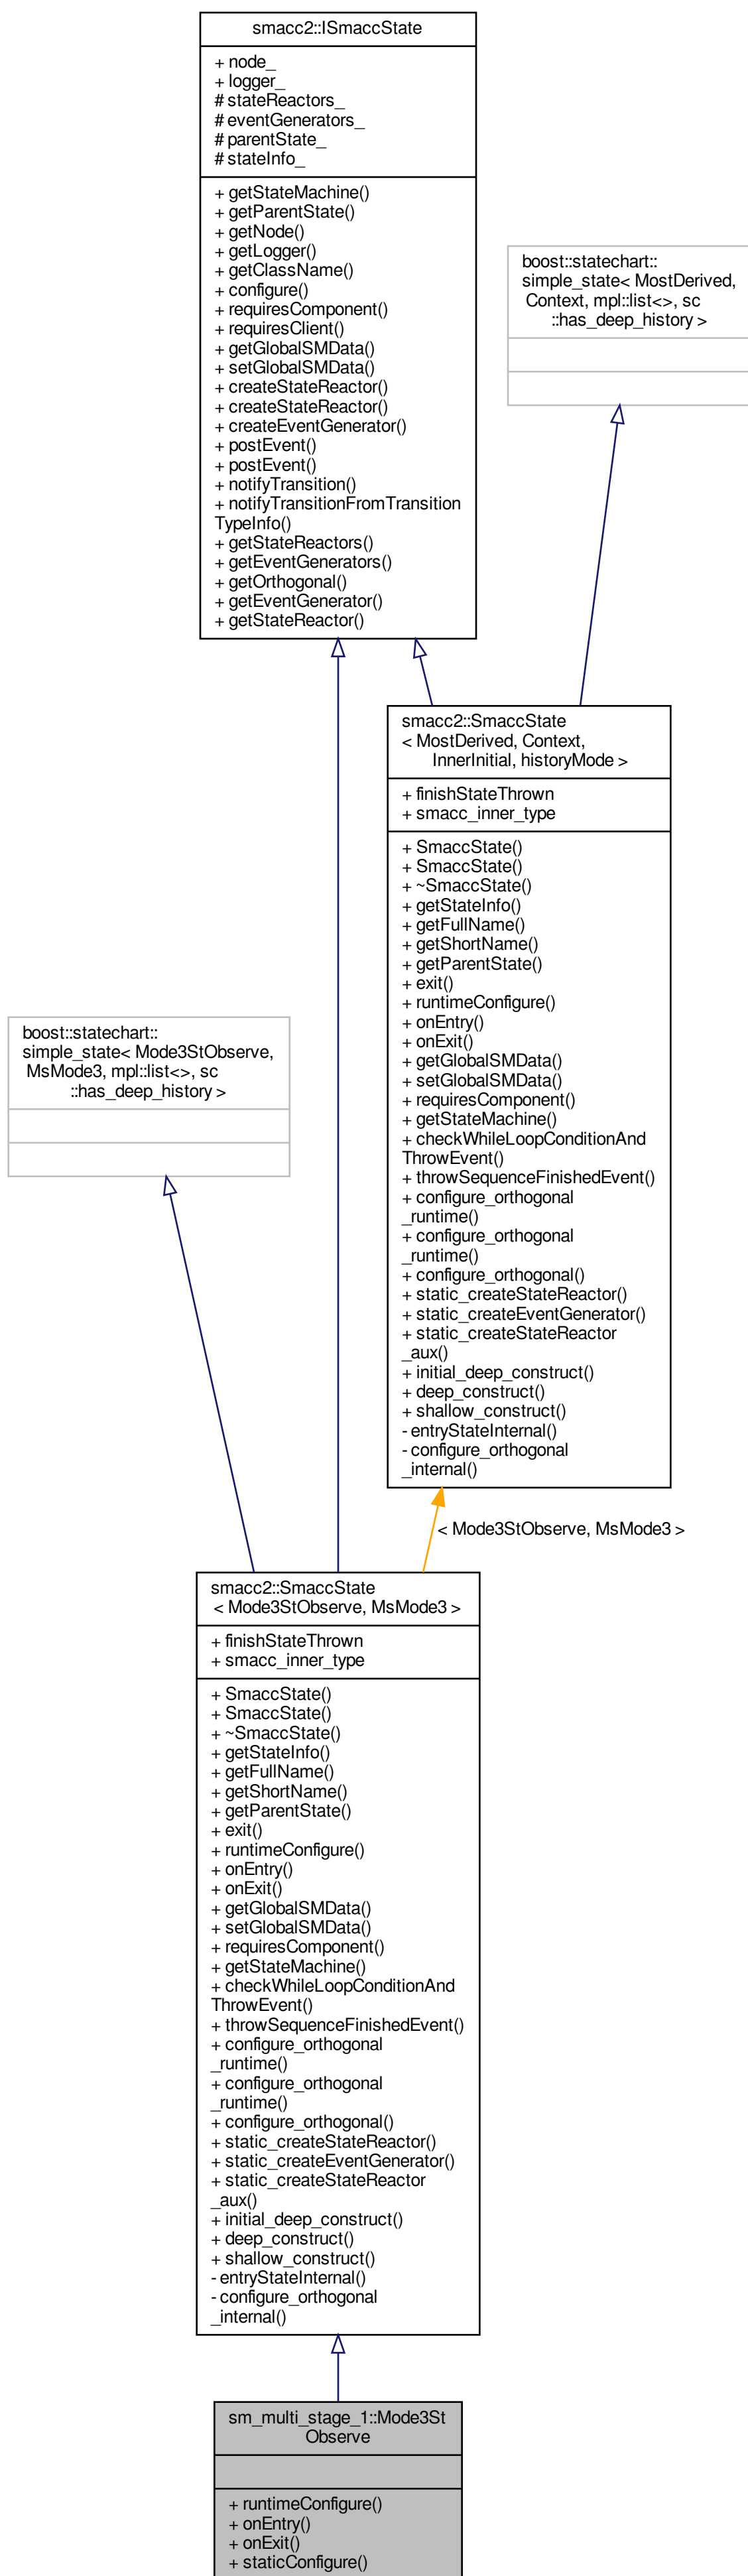 smacc2::ISmaccState
+ node_
+ logger_
# stateReactors_
# eventGenerators_
# parentState_
# stateInfo_
+ getStateMachine()
+ getParentState()
+ getNode()
+ getLogger()
+ getClassName()
+ configure()
+ requiresComponent()
+ requiresClient()
+ getGlobalSMData()
+ setGlobalSMData()
+ createStateReactor()
+ createStateReactor()
+ createEventGenerator()
+ postEvent()
+ postEvent()
+ notifyTransition()
+ notifyTransitionFromTransition
TypeInfo()
+ getStateReactors()
+ getEventGenerators()
+ getOrthogonal()
+ getEventGenerator()
+ getStateReactor()
boost::statechart::
simple_state< MostDerived,
Context, mpl::list<>, sc
::has_deep_history >
smacc2::SmaccState
< MostDerived, Context,
InnerInitial, historyMode >
+ finishStateThrown
+ smacc_inner_type
+ SmaccState()
+ SmaccState()
+ ~SmaccState()
+ getStateInfo()
+ getFullName()
+ getShortName()
+ getParentState()
+ exit()
+ runtimeConfigure()
+ onEntry()
+ onExit()
+ getGlobalSMData()
+ setGlobalSMData()
+ requiresComponent()
+ getStateMachine()
+ checkWhileLoopConditionAnd
ThrowEvent()
+ throwSequenceFinishedEvent()
+ configure_orthogonal
_runtime()
+ configure_orthogonal
_runtime()
+ configure_orthogonal()
+ static_createStateReactor()
+ static_createEventGenerator()
+ static_createStateReactor
_aux()
+ initial_deep_construct()
+ deep_construct()
+ shallow_construct()
- entryStateInternal()
- configure_orthogonal
_internal()
boost::statechart::
simple_state< Mode3StObserve,
MsMode3, mpl::list<>, sc
::has_deep_history >
< Mode3StObserve, MsMode3 >
smacc2::SmaccState
< Mode3StObserve, MsMode3 >
+ finishStateThrown
+ smacc_inner_type
+ SmaccState()
+ SmaccState()
+ ~SmaccState()
+ getStateInfo()
+ getFullName()
+ getShortName()
+ getParentState()
+ exit()
+ runtimeConfigure()
+ onEntry()
+ onExit()
+ getGlobalSMData()
+ setGlobalSMData()
+ requiresComponent()
+ getStateMachine()
+ checkWhileLoopConditionAnd
ThrowEvent()
+ throwSequenceFinishedEvent()
+ configure_orthogonal
_runtime()
+ configure_orthogonal
_runtime()
+ configure_orthogonal()
+ static_createStateReactor()
+ static_createEventGenerator()
+ static_createStateReactor
_aux()
+ initial_deep_construct()
+ deep_construct()
+ shallow_construct()
- entryStateInternal()
- configure_orthogonal
_internal()
sm_multi_stage_1::Mode3St
Observe
+ runtimeConfigure()
+ onEntry()
+ onExit()
+ staticConfigure()